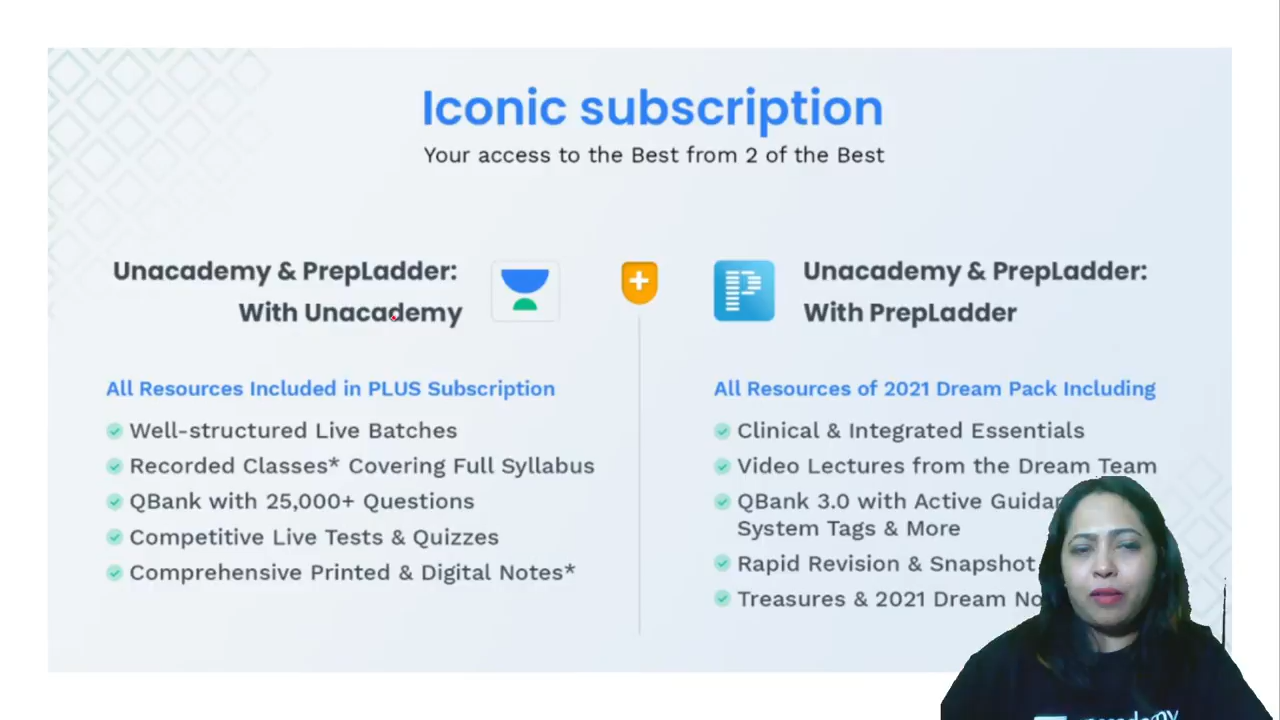 Iconic subscription
Your access to the Best from 2 of the Best
Unacademy & PrepLadder:
With Unacademy
All Resources Included in PLUS Subscription
Well-structured Live Batches
Recorded Classes* Covering Full Syllabus
QBank with 25,000+ Questions
Competitive Live Tests & Quizzes
Comprehensive Printed & Digital Notes*
Unacademy & PrepLadder:
With PrepLadder
All Resources of 2021 Dream Pack Including
Clinical & Integrated Essentials
Video Lectures from the Dream Team
QBank 3.0 with Active
System Tags & More
Rapid Revision & Snapshot
Treasures & 2021 Dream